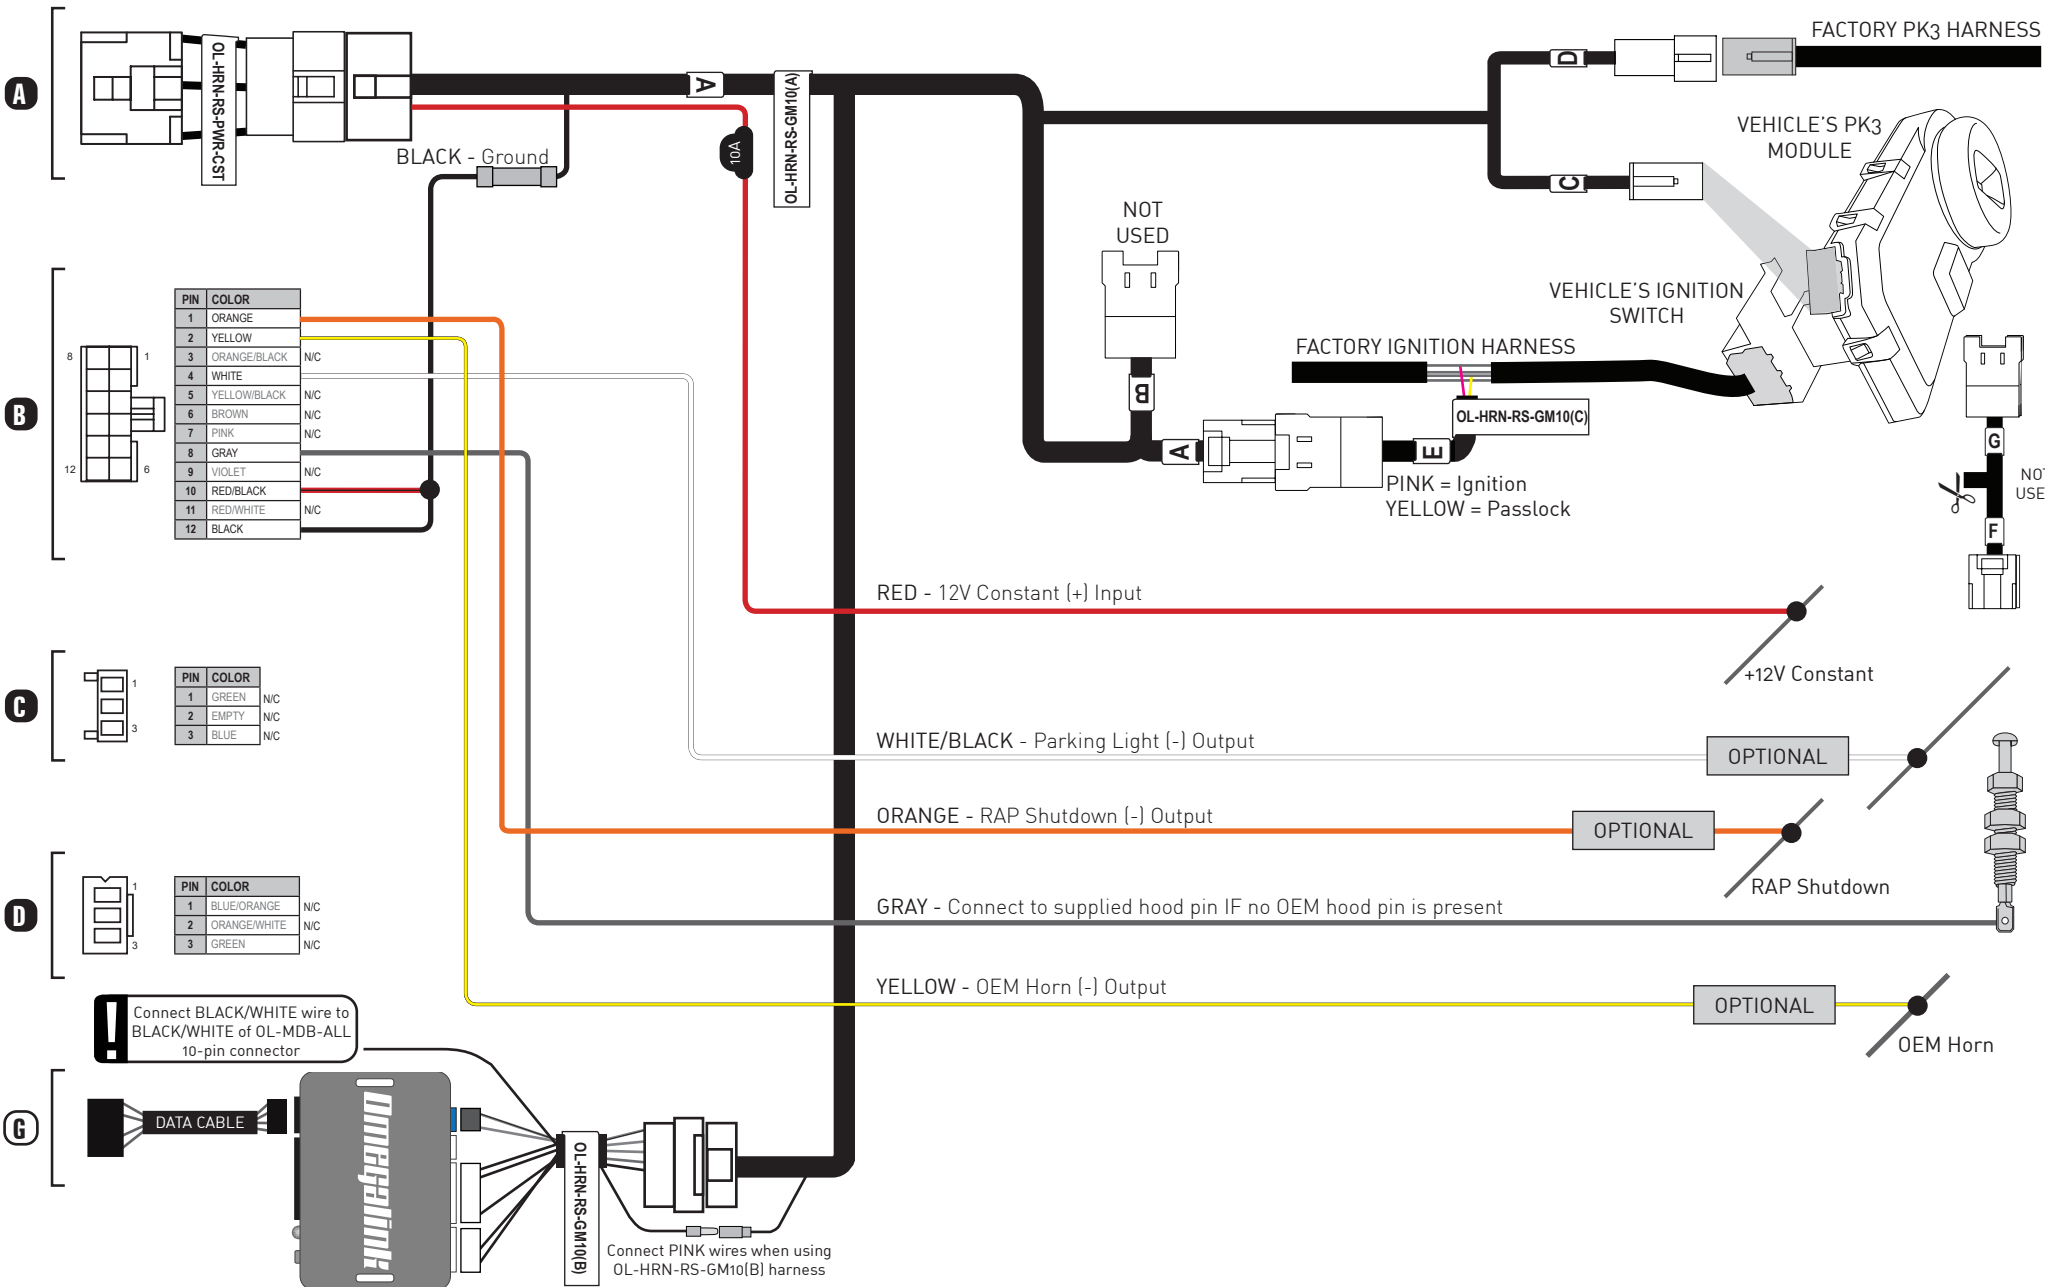 A
OL-HRN-RS-PWR-CST
A
OL-HRN-RS-GM10(A)
10A
BLACK - Ground
D
FACTORY PK3 HARNESS
VEHICLE'S PK3
MODULE
C
NOT
USED
B
VEHICLE'S IGNITION
SWITCH
FACTORY IGNITION HARNESS
OL-HRN-RS-GM10(C)
A
E
PINK = Ignition
YELLOW = Passlock
G
F
B
8 1
12 6
PIN COLOR
1 ORANGE
2 YELLOW
3 ORANGE/BLACK N/C
4 WHITE
5 YELLOW/BLACK N/C
6 BROWN N/C
7 PINK N/C
8 GRAY
9 VIOLET N/C
10 RED/BLACK
11 RED/WHITE N/C
12 BLACK
RED - 12V Constant (+) Input
+12V Constant
C
1
3
PIN COLOR
1 GREEN N/C
2 EMPTY N/C
3 BLUE N/C
WHITE/BLACK - Parking Light (-) Output
OPTIONAL
ORANGE - RAP Shutdown (-) Output
OPTIONAL
RAP Shutdown
D
1
3
PIN COLOR
1 BLUE/ORANGE N/C
2 ORANGE/WHITE N/C
3 GREEN N/C
GRAY - Connect to supplied hood pin IF no OEM hood pin is present
YELLOW - OEM Horn (-) Output
OPTIONAL
OEM Horn
!
Connect BLACK/WHITE wire to
BLACK/WHITE of OL-MDB-ALL
10-pin connector
G
DATA CABLE
Omegalink
OL-HRN-RS-GM10(B)
Connect PINK wires when using
OL-HRN-RS-GM10(B) harness